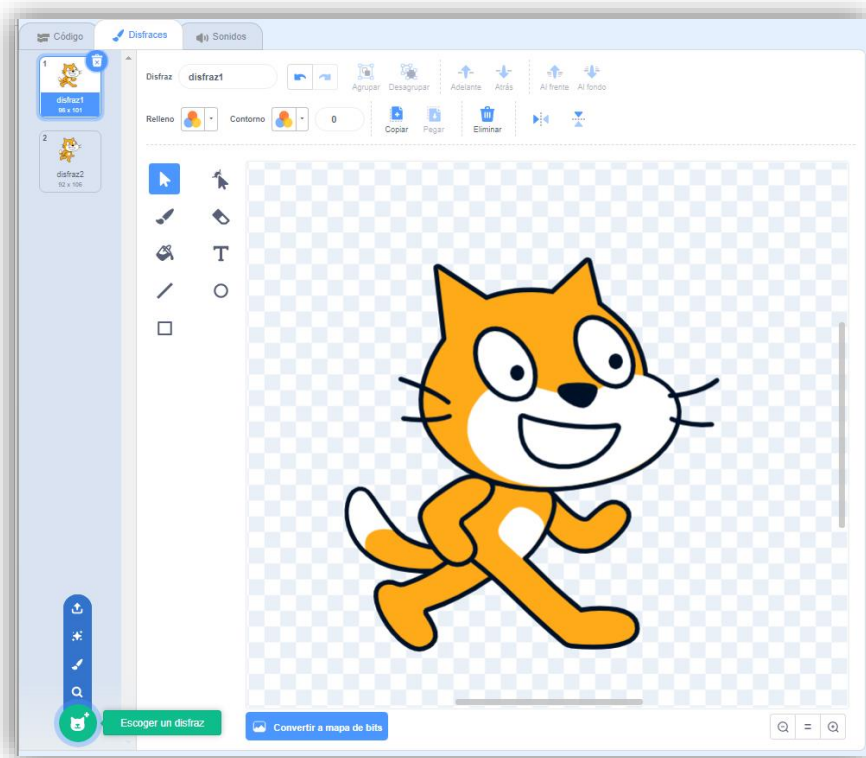 Código Disfraces Sonidos
1
disfraz1
96 x 101
2
disfraz2
92 x 106
Disfraz disfraz1 Agrupar Desagrupar Adelante Atrás Al frente Al fondo
Relleno Contorno 0 Copiar Pegar Eliminar
T
Escoger un disfraz
Convertir a mapa de bits
=